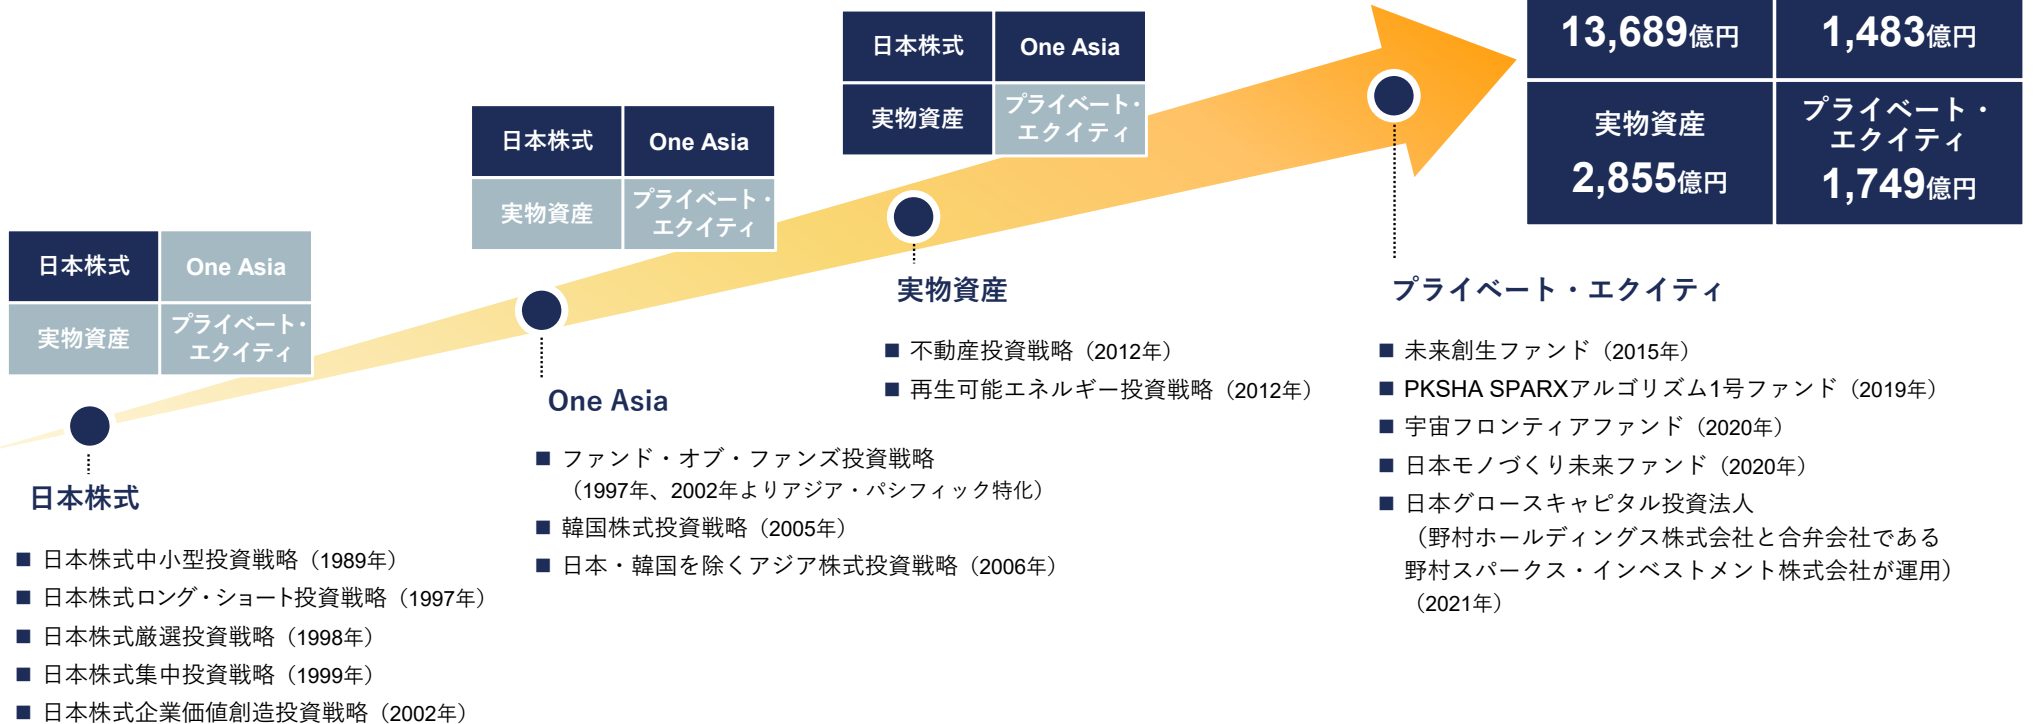 13,689億円
1,483億円
実物資産
2,855億円
プライベート・
エクイティ
1,749億円
日本株式
One Asia
実物資産
プライベート・
エクイティ
日本株式
One Asia
実物資産
プライベート・
エクイティ
日本株式
One Asia
実物資産
プライベート・
エクイティ
日本株式
■ 日本株式中小型投資戦略（1989年）
■ 日本株式ロング・ショート投資戦略（1997年）
■ 日本株式厳選投資戦略（1998年）
■ 日本株式集中投資戦略（1999年）
■ 日本株式企業価値創造投資戦略（2002年）
One Asia
■ ファンド・オブ・ファンズ投資戦略
（1997年、2002年よりアジア・パシフィック特化）
■ 韓国株式投資戦略（2005年）
■ 日本・韓国を除くアジア株式投資戦略（2006年）
実物資産
■ 不動産投資戦略（2012年）
■ 再生可能エネルギー投資戦略（2012年）
プライベート・エクイティ
■ 未来創生ファンド（2015年）
■ PKSHA SPARXアルゴリズム1号ファンド（2019年）
■ 宇宙フロンティアファンド（2020年）
■ 日本モノづくり未来ファンド（2020年）
■ 日本グロースキャピタル投資法人
（野村ホールディングス株式会社と合弁会社である
野村スパークス・インベストメント株式会社が運用）
（2021年）